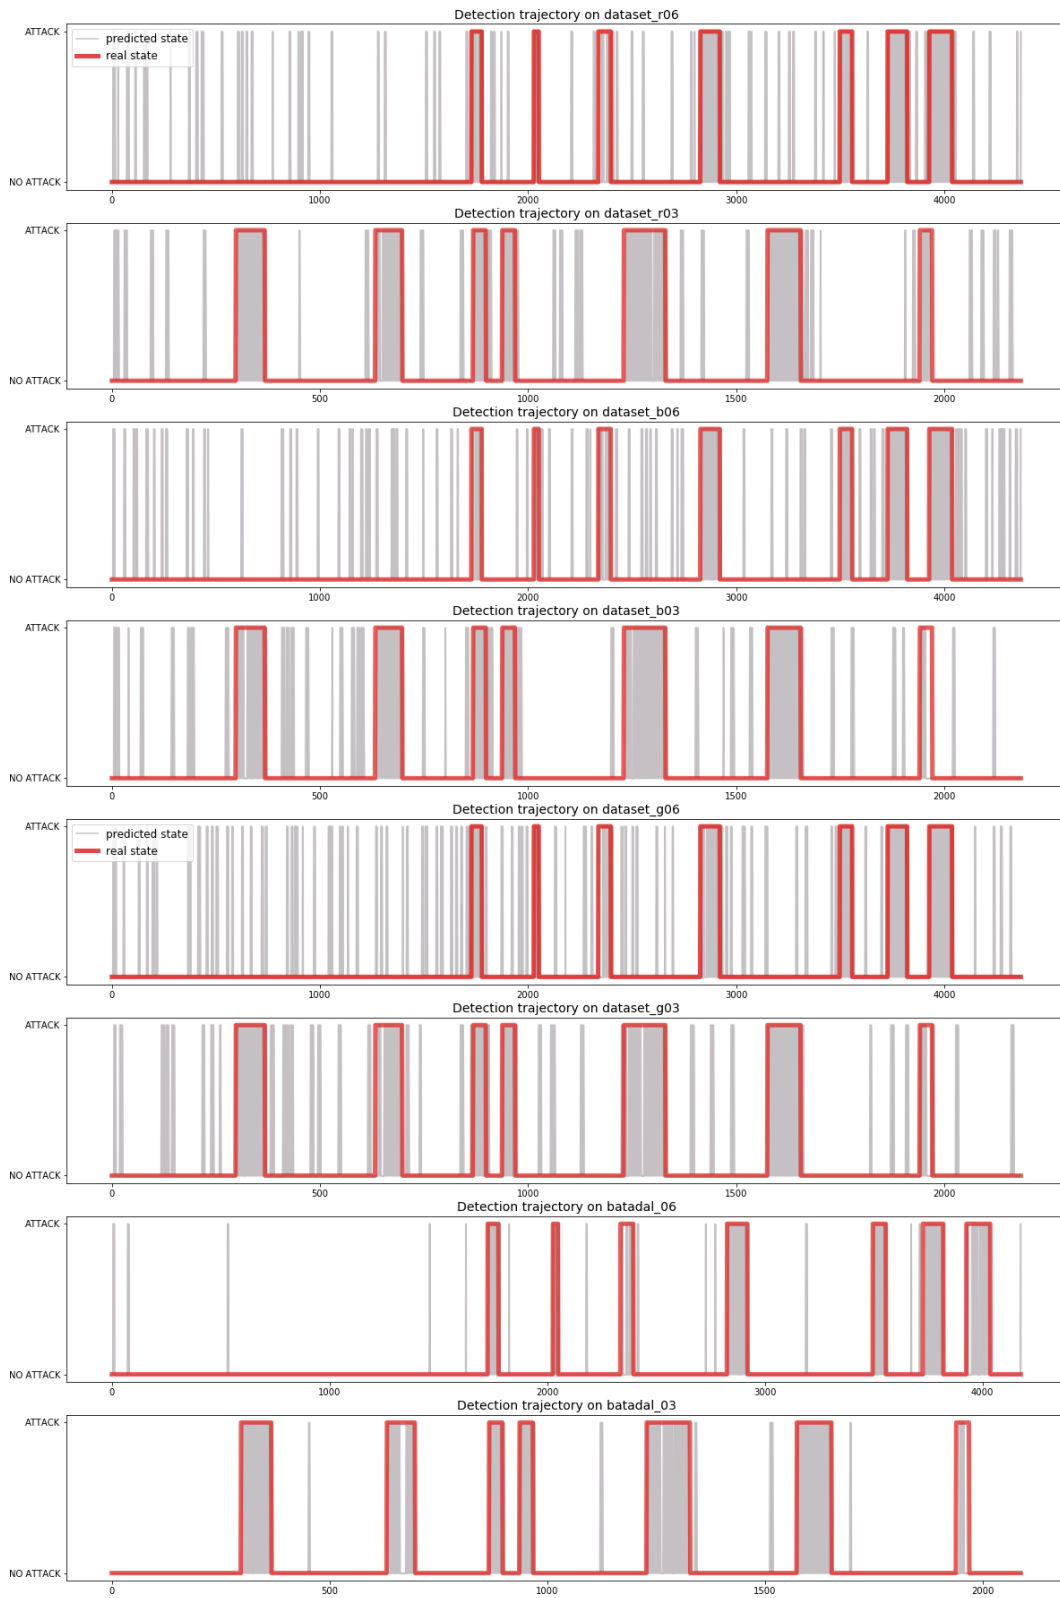 Detection trajectory on dataset_r06
ATTACK
predicted state
real state
NO ATTACK
0 1000 2000 3000 4000
Detection trajectory on dataset_r03
ATTACK
NO ATTACK
0 500 1000 1500 2000
Detection trajectory on dataset_b06
ATTACK
NO ATTACK
0 1000 2000 3000 4000
Detection trajectory on dataset_b03
ATTACK
NO ATTACK
0 500 1000 1500 2000
Detection trajectory on dataset_g06
ATTACK
predicted state
real state
NO ATTACK
0 1000 2000 3000 4000
Detection trajectory on dataset_g03
ATTACK
NO ATTACK
0 500 1000 1500 2000
Detection trajectory on batadal_06
ATTACK
NO ATTACK
0 1000 2000 3000 4000
Detection trajectory on batadal_03
ATTACK
NO ATTACK
0 500 1000 1500 2000